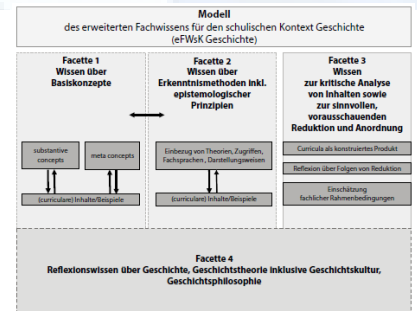 Modell
des erweiterten Fachwissens für den schulischen Kontext Geschichte
(eFWsK Geschichte)
Facette 1
Wissen über
Basiskonzepte
substantive
concepts
meta concepts
(curriculare) Inhalte/Beispiele
Facette 2
Wissen über
Erkenntnismethoden inkl.
epistemologischer
Prinzipien
Einbezug von Theorien, Zugriffen,
Fachsprachen, Darstellungsweisen
(curriculare) Inhalte/Beispiele
Facette 3
Wissen
zur kritische Analyse
von Inhalten sowie
zur sinnvollen,
vorausschauenden
Reduktion und Anordnung
Curricula als konstruiertes Produkt
Reflexion über Folgen von Reduktion
Einschätzung
fachlicher Rahmenbedingungen
Facette 4
Reflexionswissen über Geschichte, Geschichtstheorie inklusive Geschichtskultur,
Geschichtsphilosophie